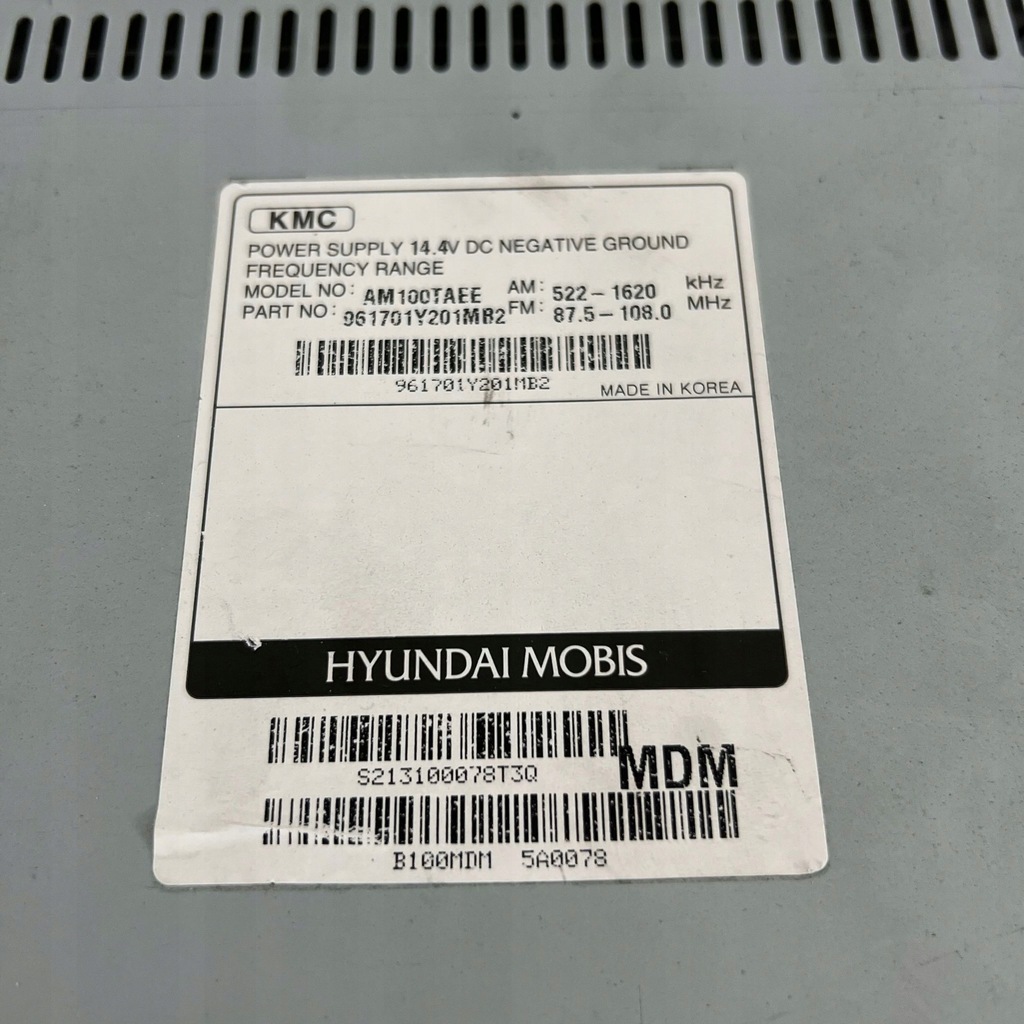 KMC
POWER SUPPLY 14.4V DC NEGATIVE GROUND
FREQUENCY RANGE
MODEL NO: AM100TAEE AM: 522-1620 kHz
PART NO: 961701Y201MB2 FM: 87.5-108.0 MHz
961701Y201MB2
MADE IN KOREA
HYUNDAI MOBIS
S213100078T3Q
MDM
B100MDM 5A0078